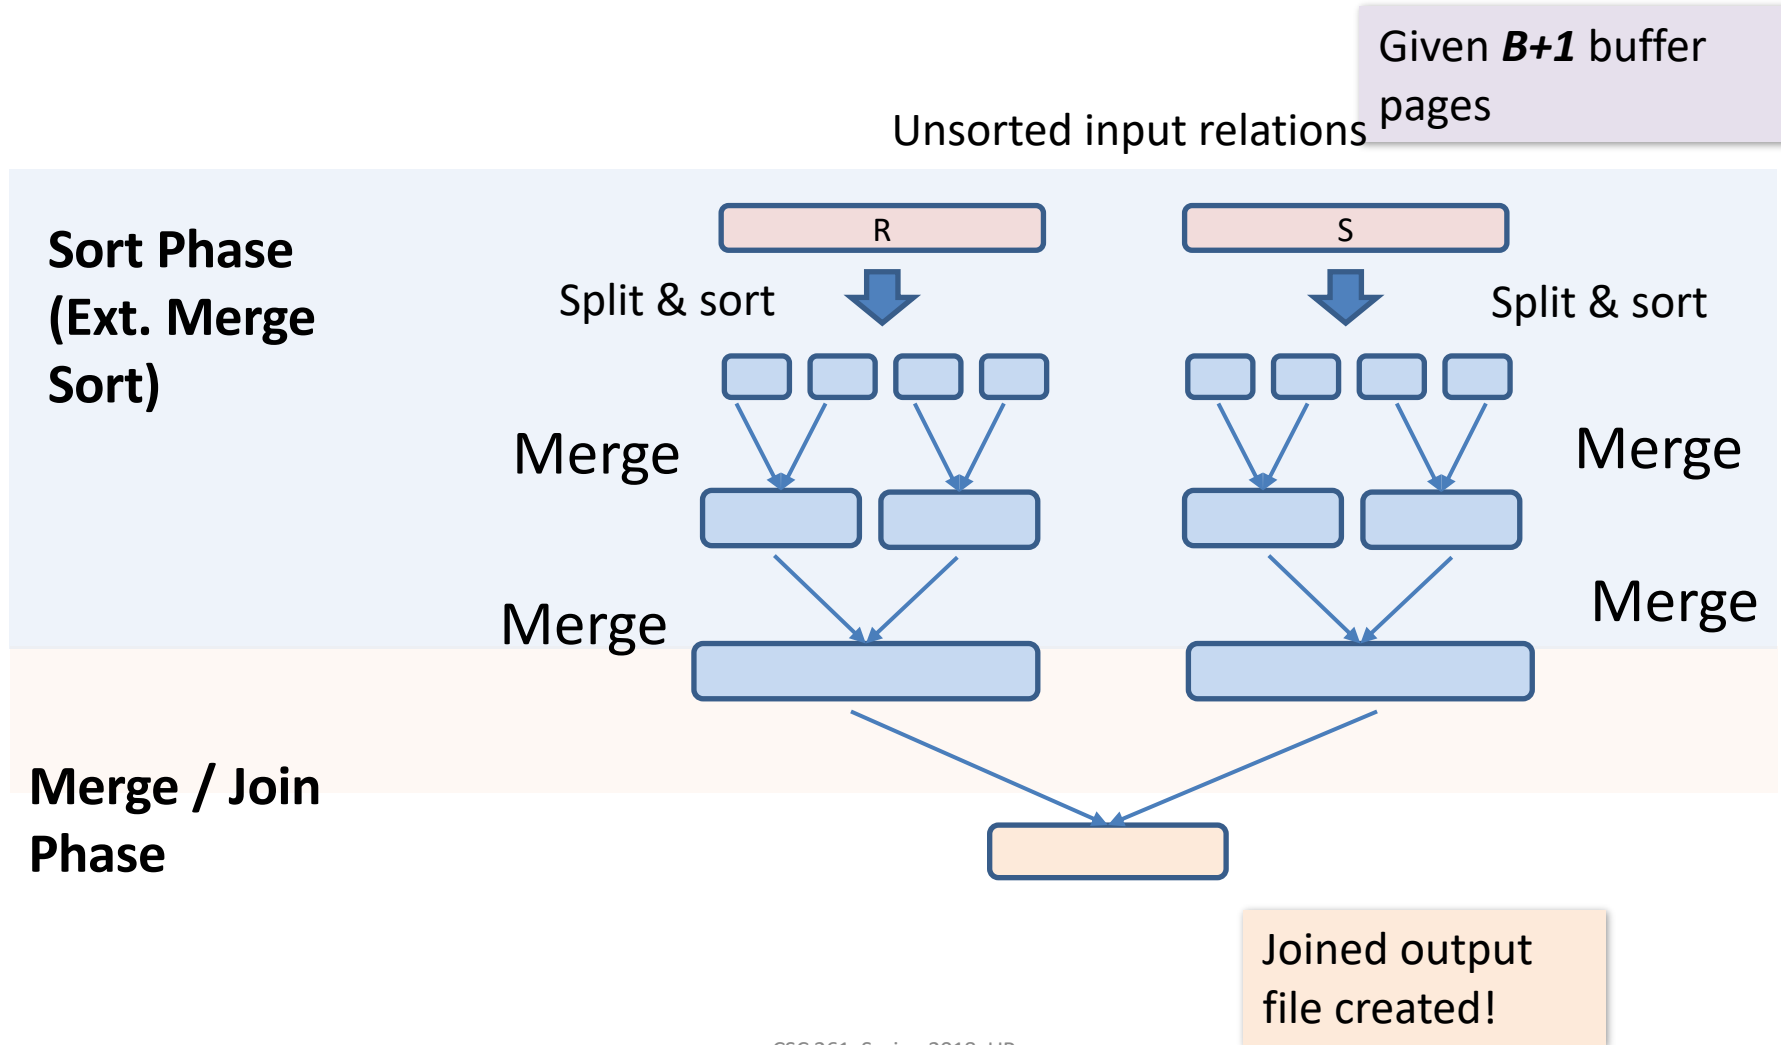 Given B+1 buffer
pages
Unsorted input relations
Sort Phase
(Ext. Merge
Sort)
R
S
Split & sort
Split & sort
Merge
Merge
Merge
Merge
Merge / Join
Phase
Joined output
file created!